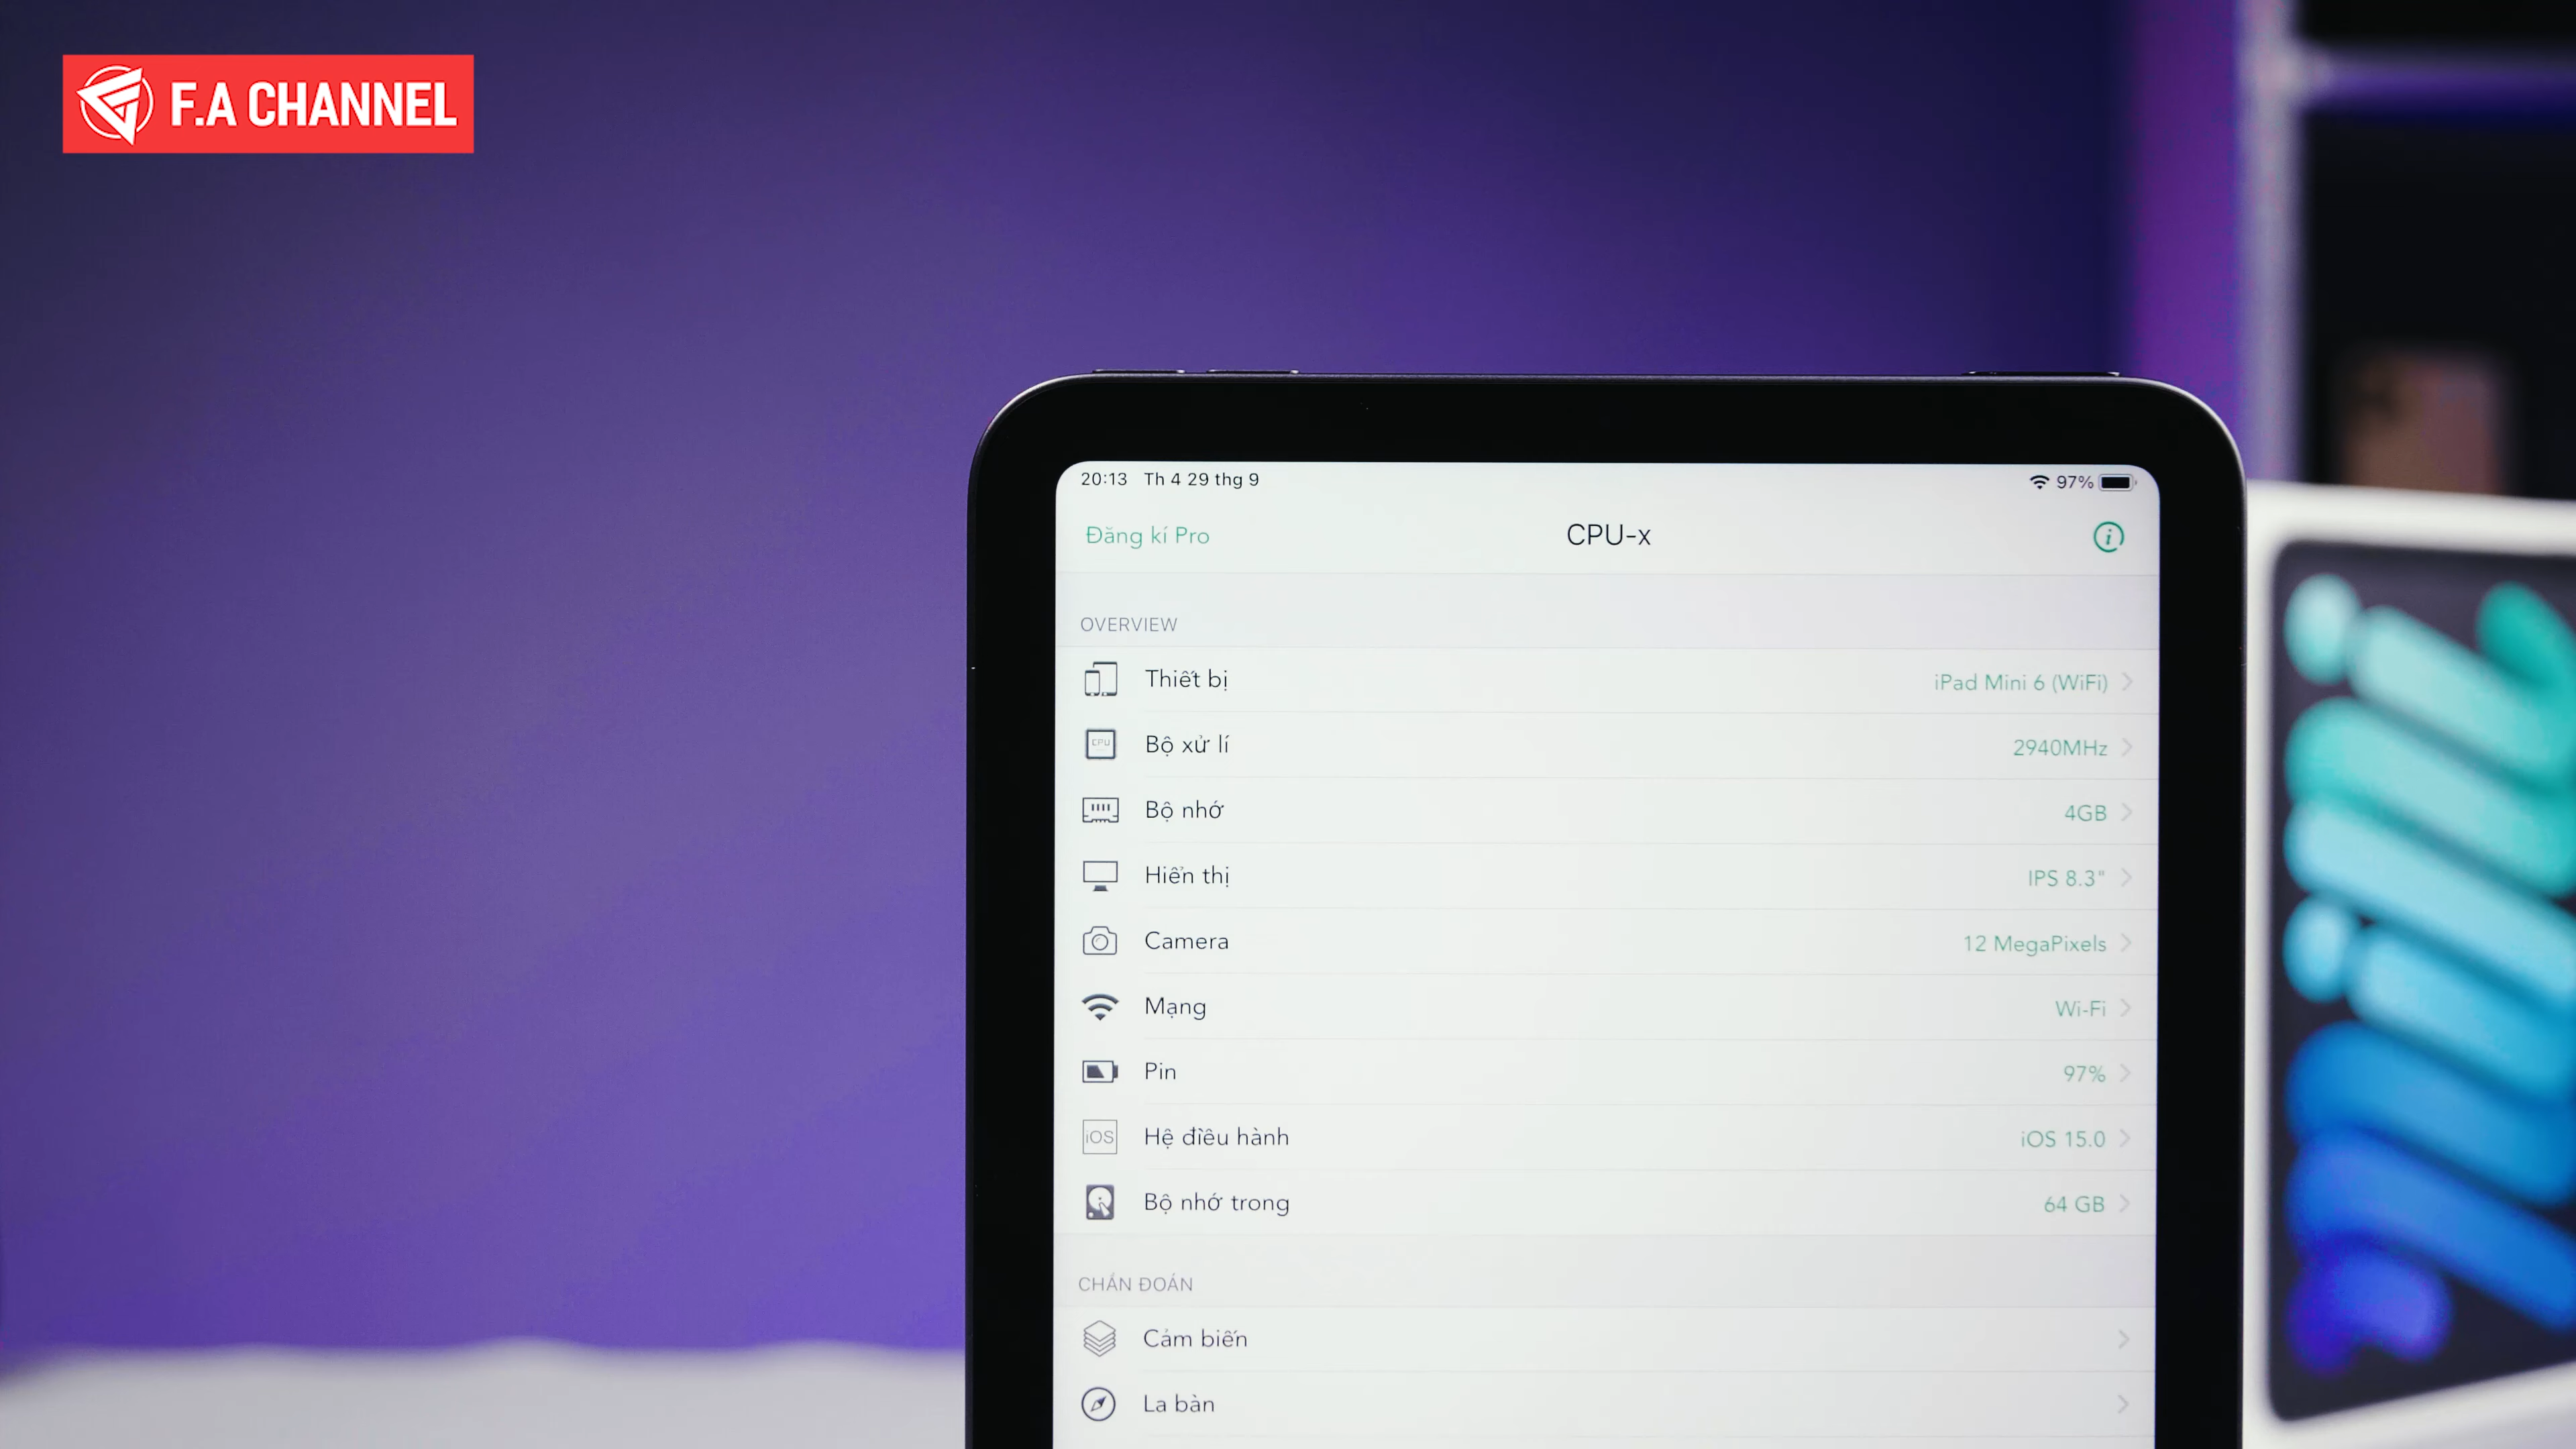 F.A CHANNEL
20:13 Th 4 29 thg 9
97%
Đăng kí Pro
CPU-x
OVERVIEW
Thiết bị
iPad Mini 6 (WiFi)
CPU
Bộ xử lí
2940MHz
Bộ nhớ
4GB
Hiển thị
IPS 8.3"
Camera
12 MegaPixels
Mạng
Wi-Fi
Pin
97%
iOS
Hệ điều hành
iOS 15.0
Bộ nhớ trong
64 GB
CHẨN ĐOÁN
Cảm biến
La bàn